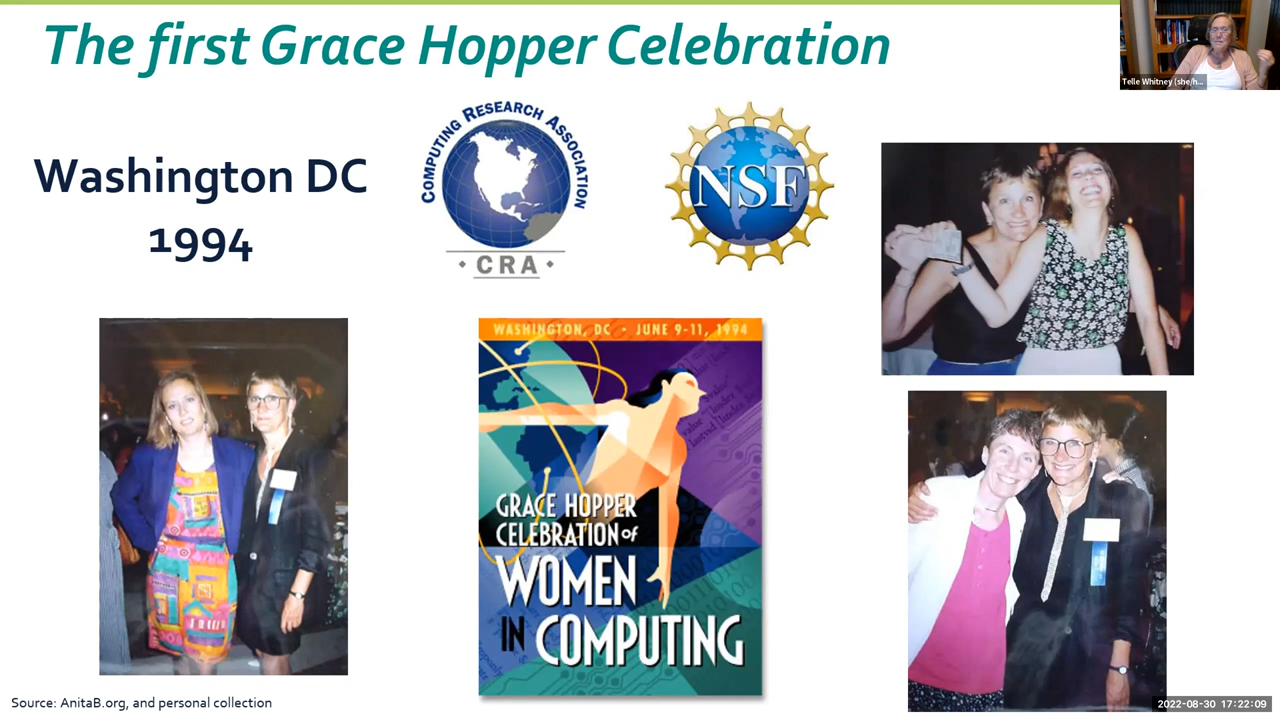 The first Grace Hopper Celebration
Telle Whitney (she/h...
Washington DC
1994
COMPUTING RESEARCH ASSOCIATION
CRA
NSF
WASHINGTON, DC • JUNE 9-11, 1994
GRACE HOPPER
CELEBRATION of
WOMEN
IN COMPUTING
Source: AnitaB.org, and personal collection
2022-08-30 17:22:09